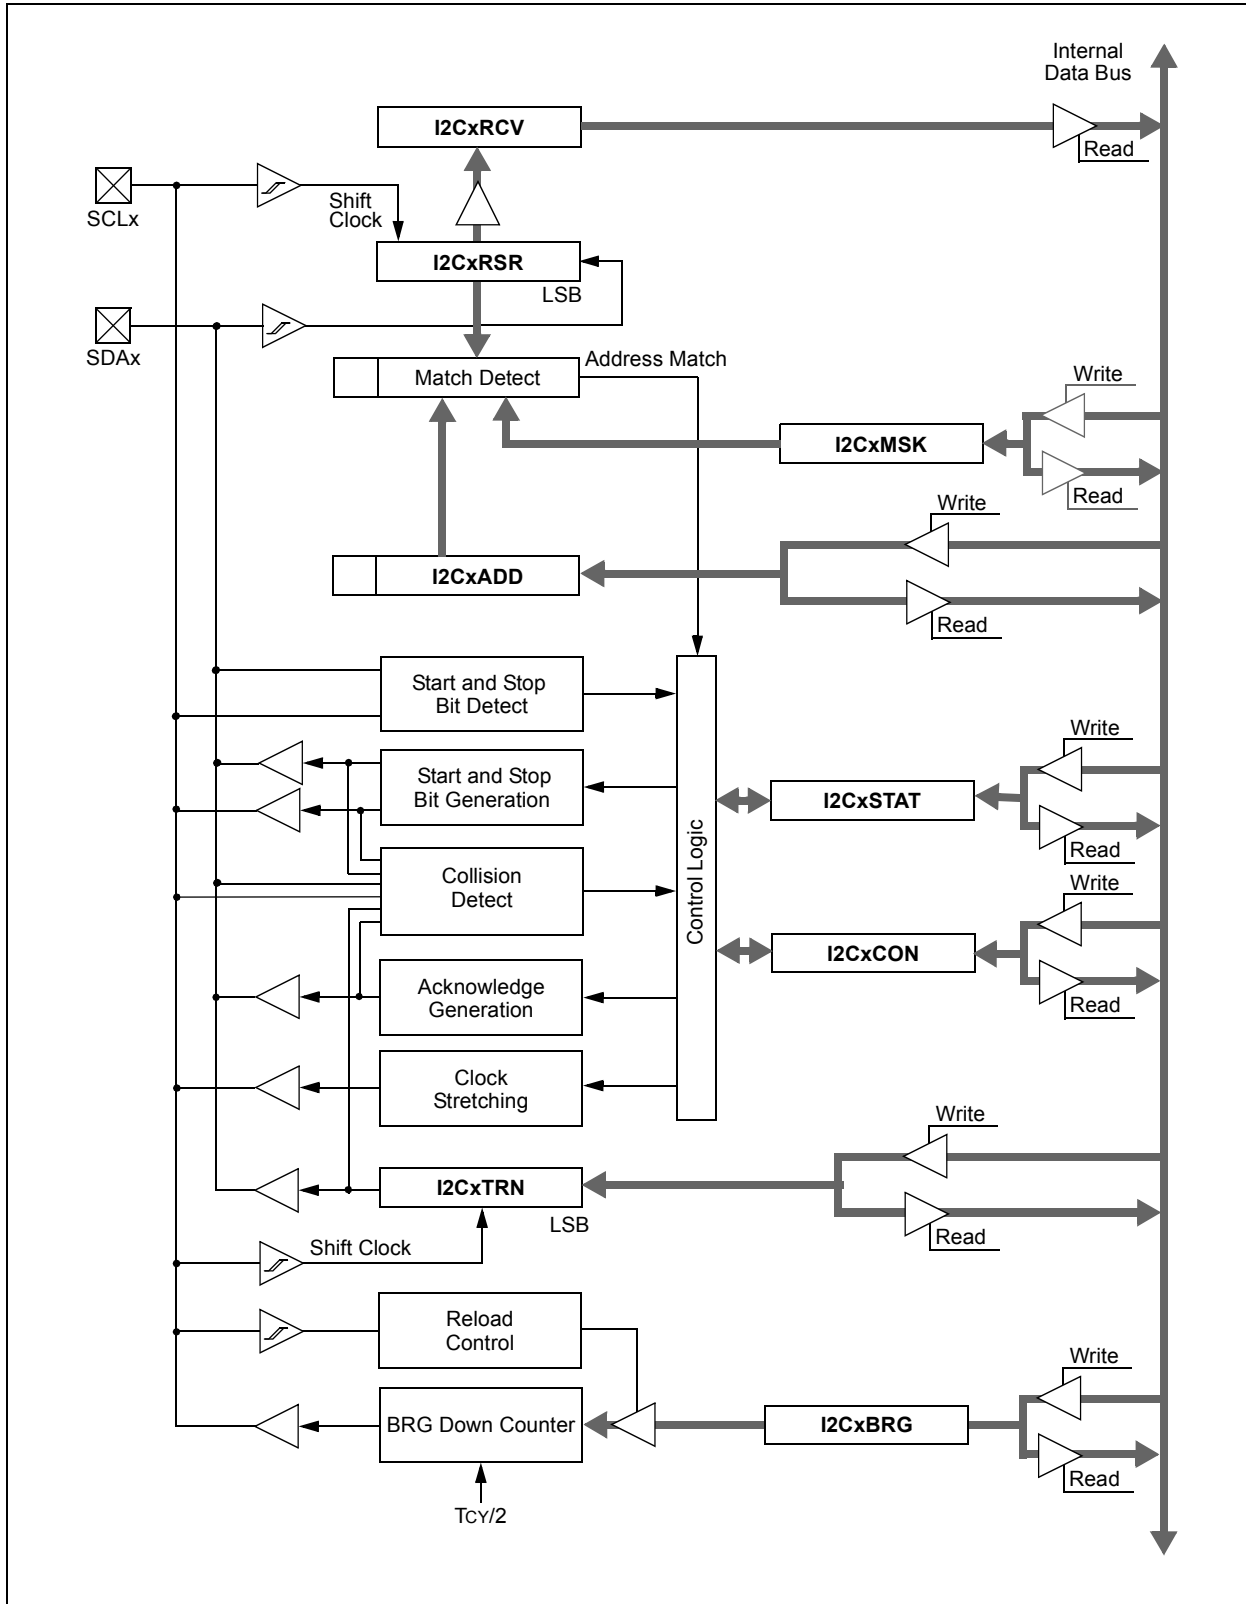 Internal
Data Bus
I2CxRCV
Read
SCLx
Shift
Clock
I2CxRSR
LSB
SDAx
Match Detect
Address Match
Write
I2CxMSK
Read
Write
I2CxADD
Read
Start and Stop
Bit Detect
Start and Stop
Bit Generation
Write
I2CxSTAT
Read
Control Logic
Collision
Detect
Write
I2CxCON
Read
Acknowledge
Generation
Clock
Stretching
Write
I2CxTRN
LSB
Read
Shift Clock
Reload
Control
Write
BRG Down Counter
I2CxBRG
Read
TCY/2